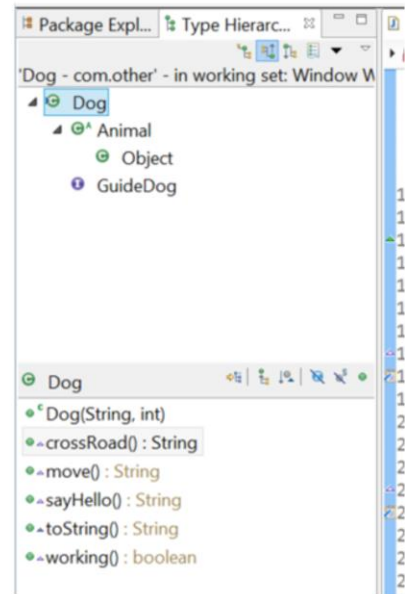 Package Expl... Type Hierarc...
'Dog - com.other' - in working set: Window W
Dog
Animal
Object
GuideDog
Dog
Dog(String, int)
crossRoad() : String
move() : String
sayHello() : String
toString() : String
working() : boolean